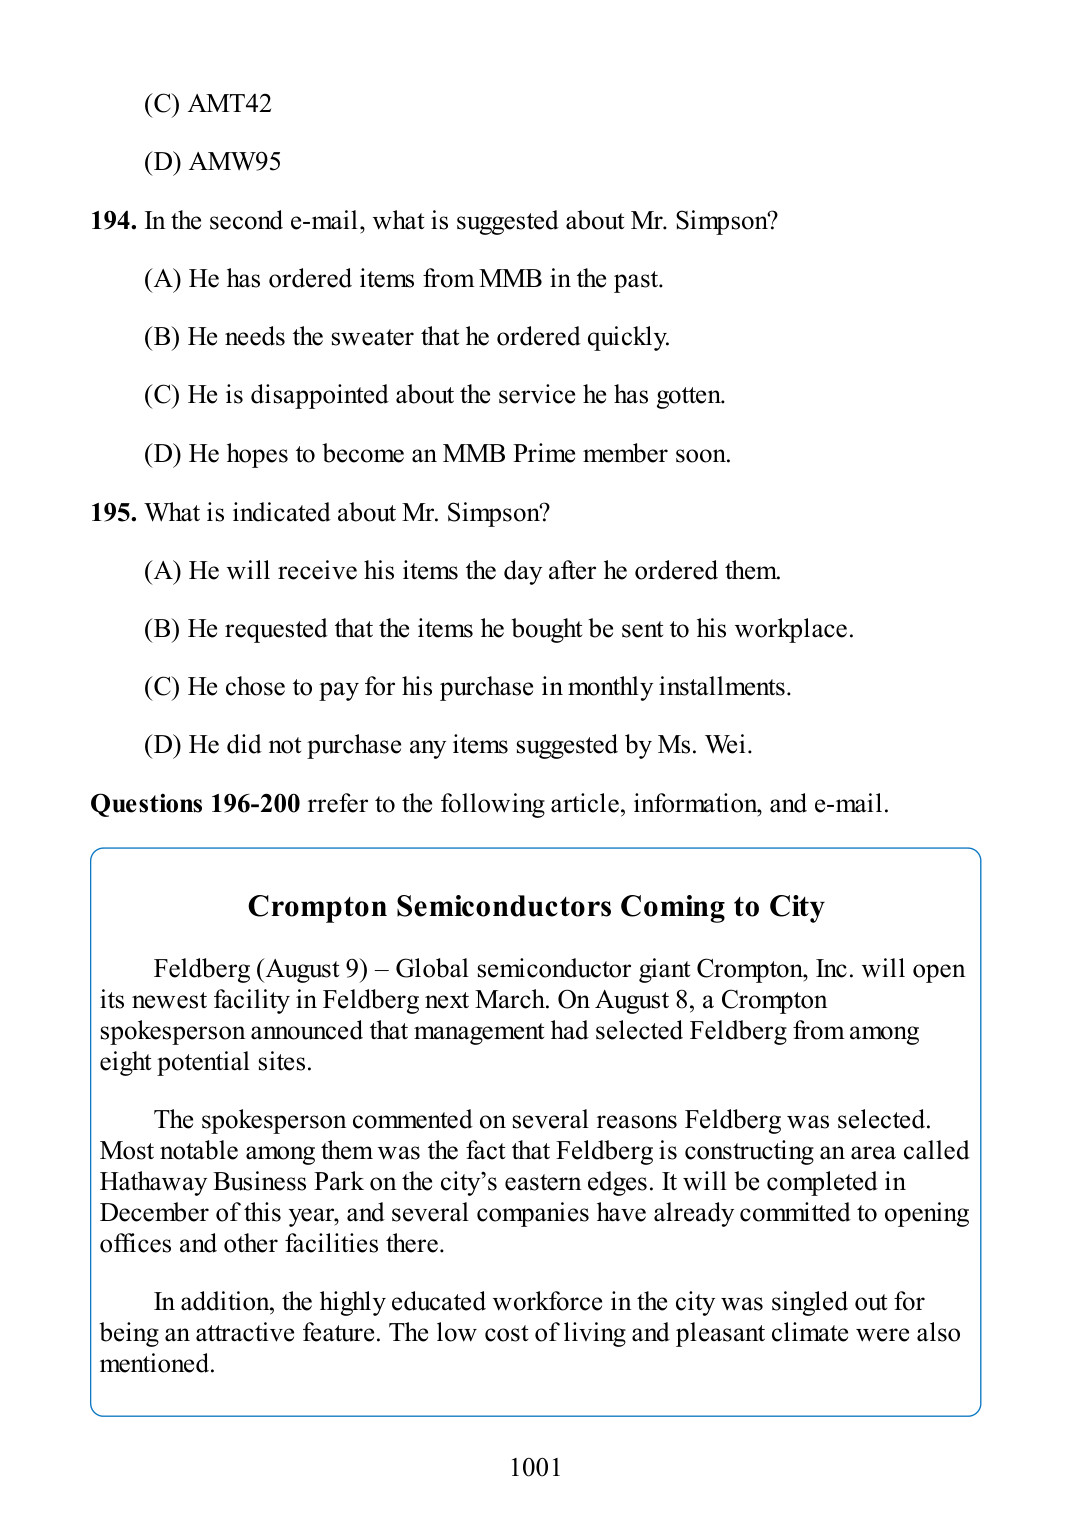 (C) AMT42
(D) AMW95
194. In the second e-mail, what is suggested about Mr. Simpson?
(A) He has ordered items from MMB in the past.
(B) He needs the sweater that he ordered quickly.
(C) He is disappointed about the service he has gotten.
(D) He hopes to become an MMB Prime member soon.
195. What is indicated about Mr. Simpson?
(A) He will receive his items the day after he ordered them.
(B) He requested that the items he bought be sent to his workplace.
(C) He chose to pay for his purchase in monthly installments.
(D) He did not purchase any items suggested by Ms. Wei.
Questions 196-200 rrefer to the following article, information, and e-mail.
Crompton Semiconductors Coming to City
Feldberg (August 9) – Global semiconductor giant Crompton, Inc. will open
its newest facility in Feldberg next March. On August 8, a Crompton
spokesperson announced that management had selected Feldberg from among
eight potential sites.
The spokesperson commented on several reasons Feldberg was selected.
Most notable among them was the fact that Feldberg is constructing an area called
Hathaway Business Park on the city’s eastern edges. It will be completed in
December of this year, and several companies have already committed to opening
offices and other facilities there.
In addition, the highly educated workforce in the city was singled out for
being an attractive feature. The low cost of living and pleasant climate were also
mentioned.
1001